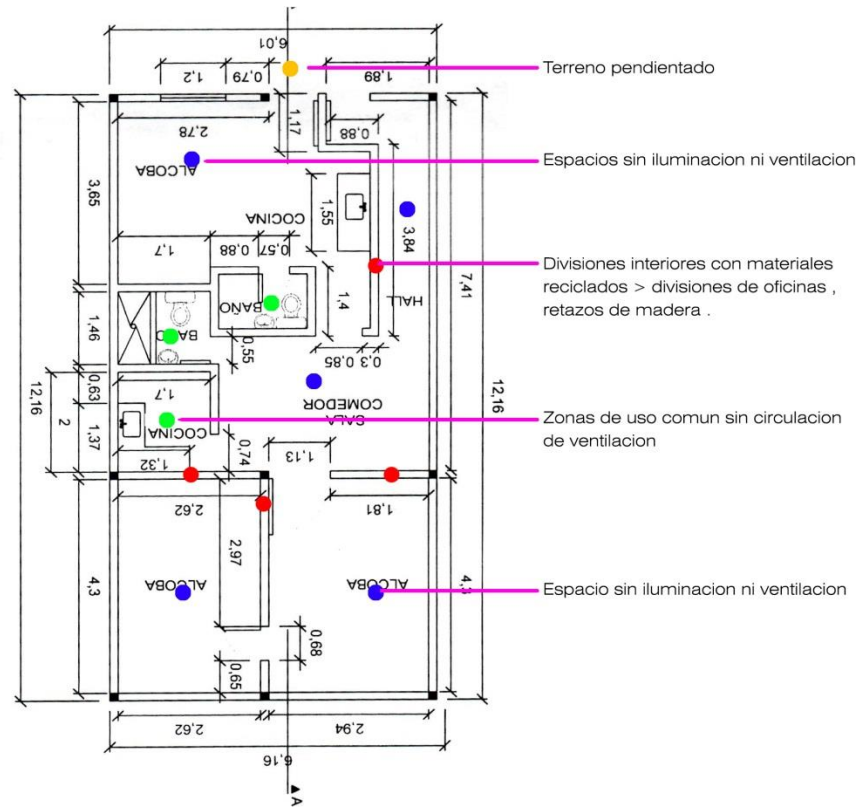 6,01
1,2
0,79
1,89
Terreno pendientado
2,78
1,17
0,88
ALCOBA
Espacios sin iluminacion ni ventilacion
3,65
COCINA
1,55
3,84
1,7
0,88
0,57
Divisiones interiores con materiales
reciclados > divisiones de oficinas ,
retazos de madera .
7,41
BAÑO
1,4
HALL
1,46
BAÑO
0,55
0,85
0,3
12,16
0,63
1,7
COMEDOR
SALA
12,16
2
1,37
COCINA
Zonas de uso comun sin circulacion
de ventilacion
0,74
1,32
1,13
2,62
1,81
2,97
4,3
ALCOBA
ALCOBA
4,3
Espacio sin iluminacion ni ventilacion
0,68
0,65
2,62
2,94
6,16
A